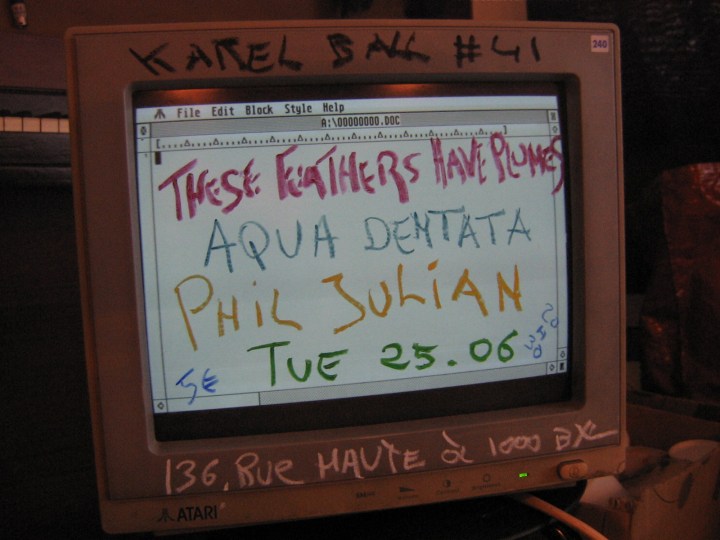 KAREL BALL #41
240
File Edit Block Style Help
A:\00000000.DOC
THESE FEATHERS HAVE PLUMES
AQUA DENTATA
PHIL JULIAN
TUE 25.06
5€
136, RUE HAUTE à 1000 BXL
ATARI